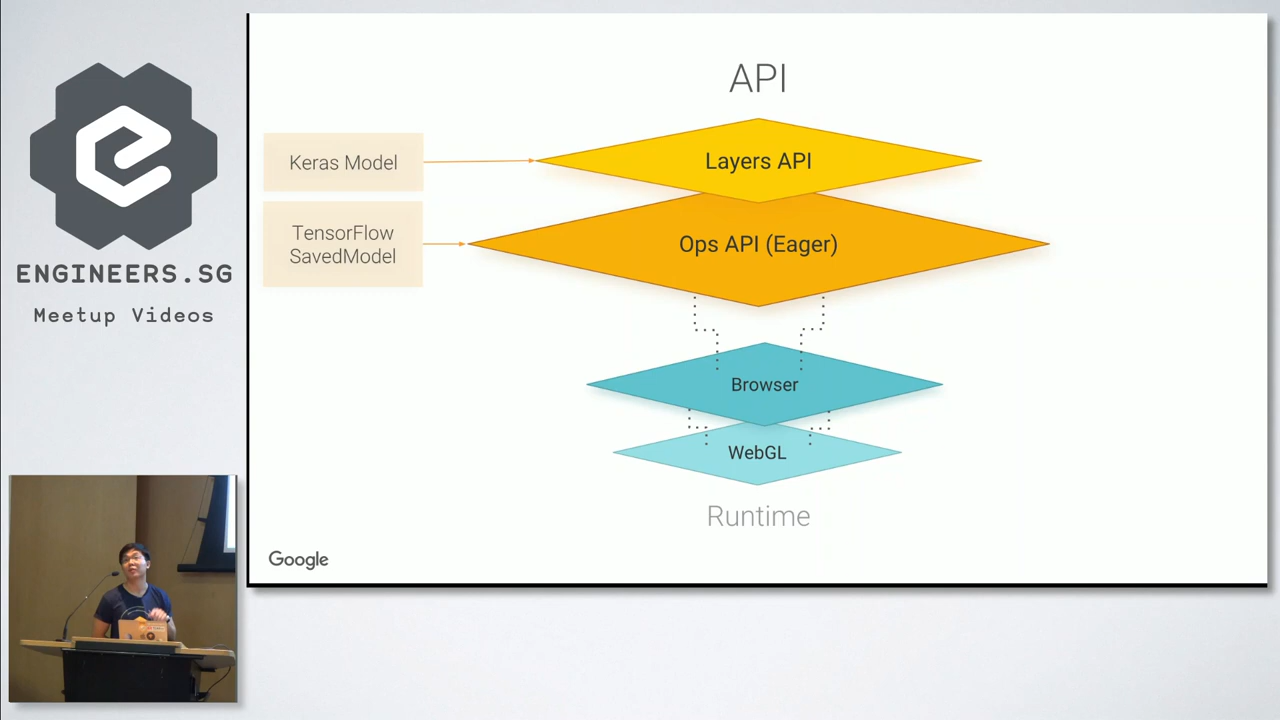 ENGINEERS.SG
Meetup Videos
API
Keras Model
Layers API
TensorFlow
SavedModel
Ops API (Eager)
Browser
WebGL
Runtime
Google